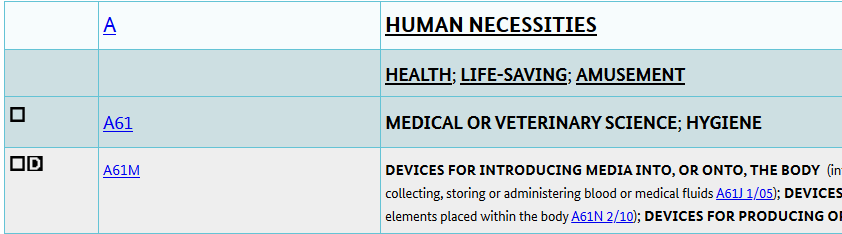 A HUMAN NECESSITIES
HEALTH; LIFE-SAVING; AMUSEMENT
A61 MEDICAL OR VETERINARY SCIENCE; HYGIENE
D A61M DEVICES FOR INTRODUCING MEDIA INTO, OR ONTO, THE BODY (in
collecting, storing or administering blood or medical fluids A61J 1/05); DEVICES
elements placed within the body A61N 2/10); DEVICES FOR PRODUCING O